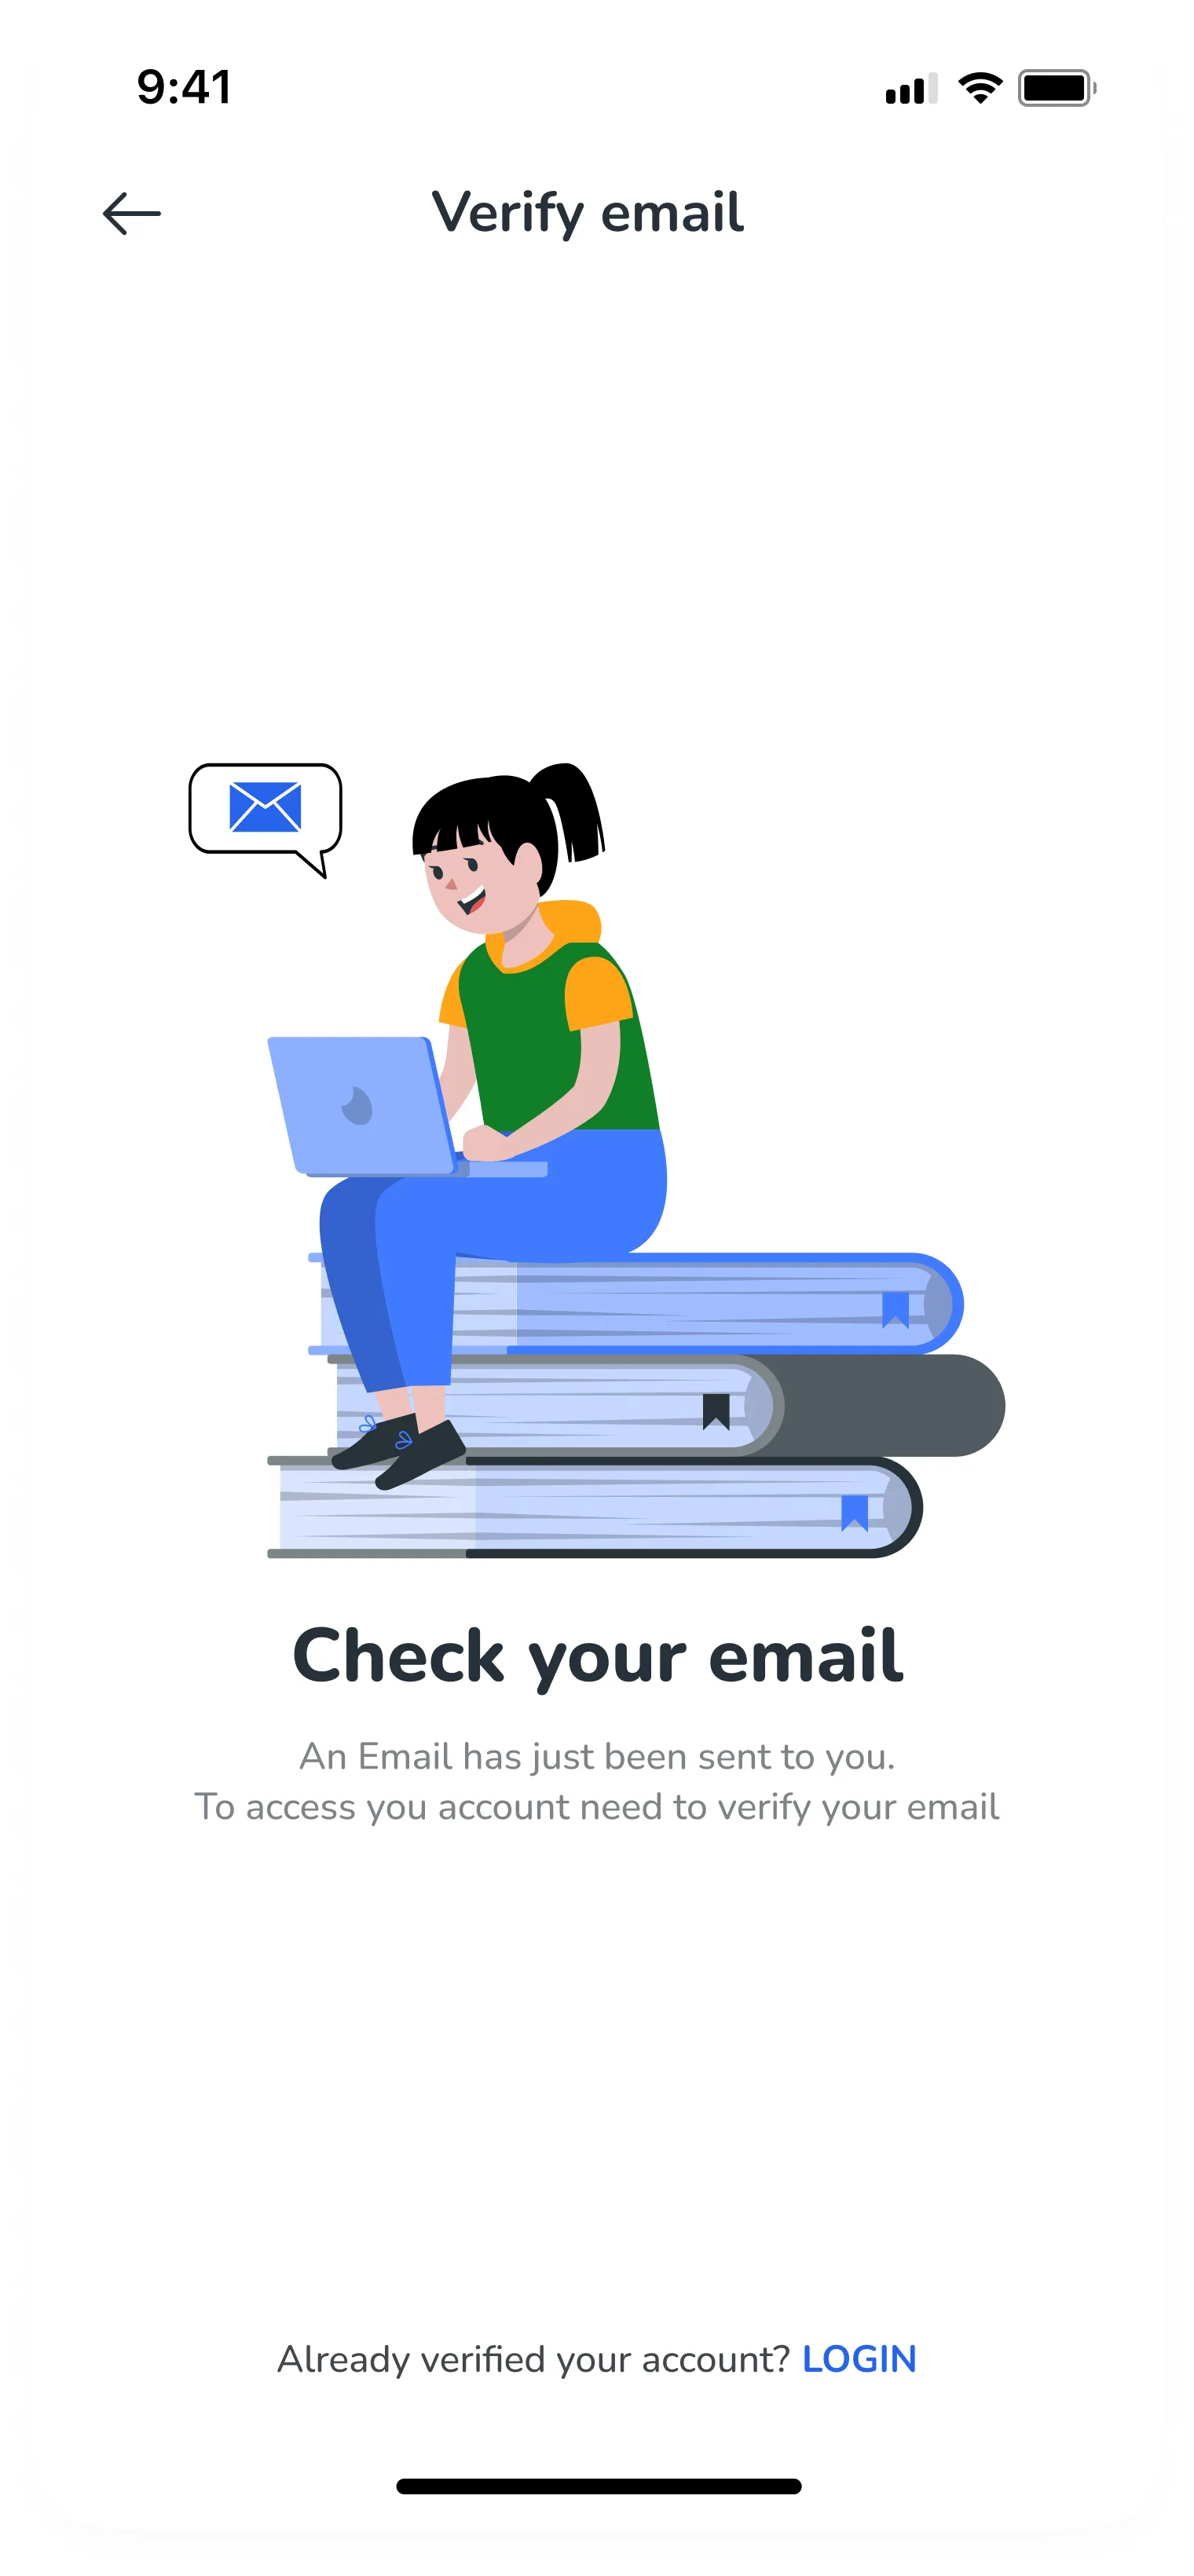 9:41
Verify email
Check your email
An Email has just been sent to you.
To access you account need to verify your email
Already verified your account? LOGIN